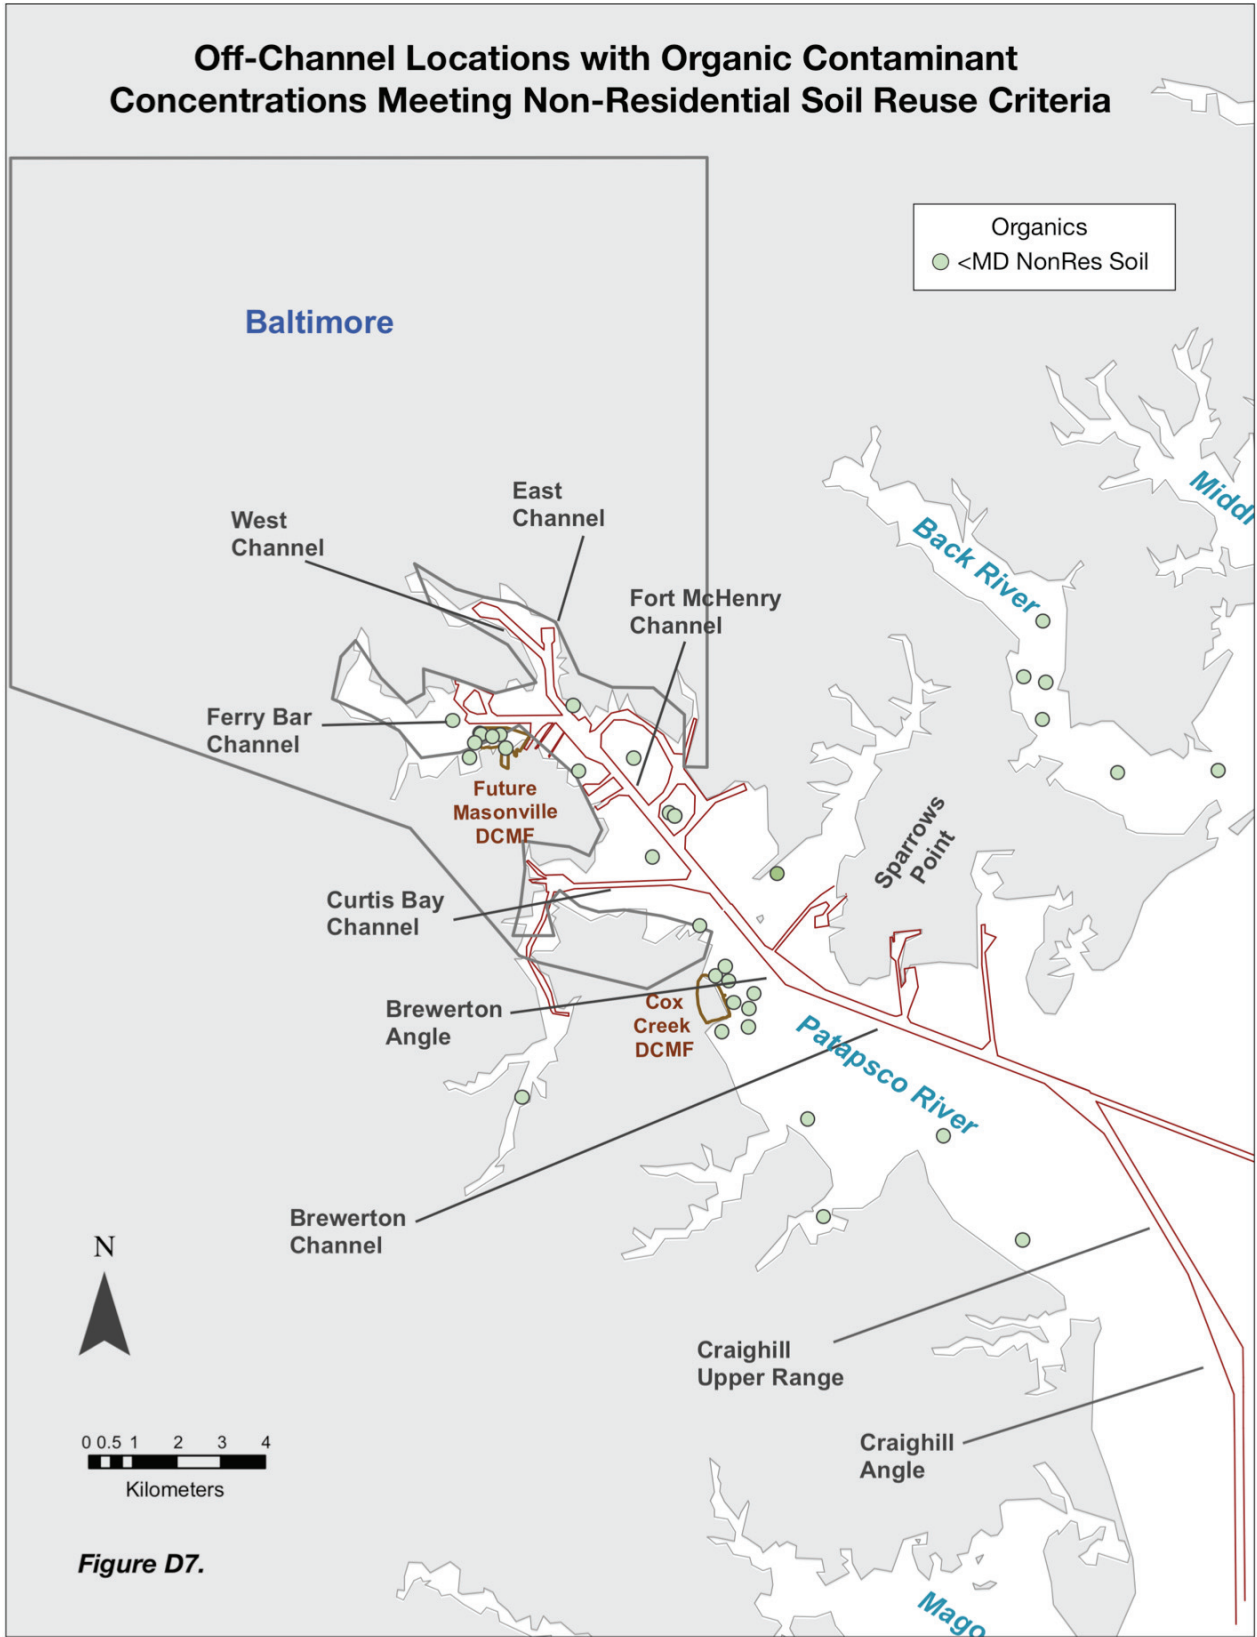 Off-Channel Locations with Organic Contaminant
Concentrations Meeting Non-Residential Soil Reuse Criteria
Organics
<MD NonRes Soil
Baltimore
Middl
East
Channel
West
Channel
Back River
Fort McHenry
Channel
Ferry Bar
Channel
Future
Masonville
DCMF
Sparrows
Point
Curtis Bay
Channel
Brewerton
Angle
Cox
Creek
DCMF
Patapsco River
Brewerton
Channel
N
Craighill
Upper Range
Craighill
Angle
0 0.5 1 2 3 4
Kilometers
Figure D7.
Mago